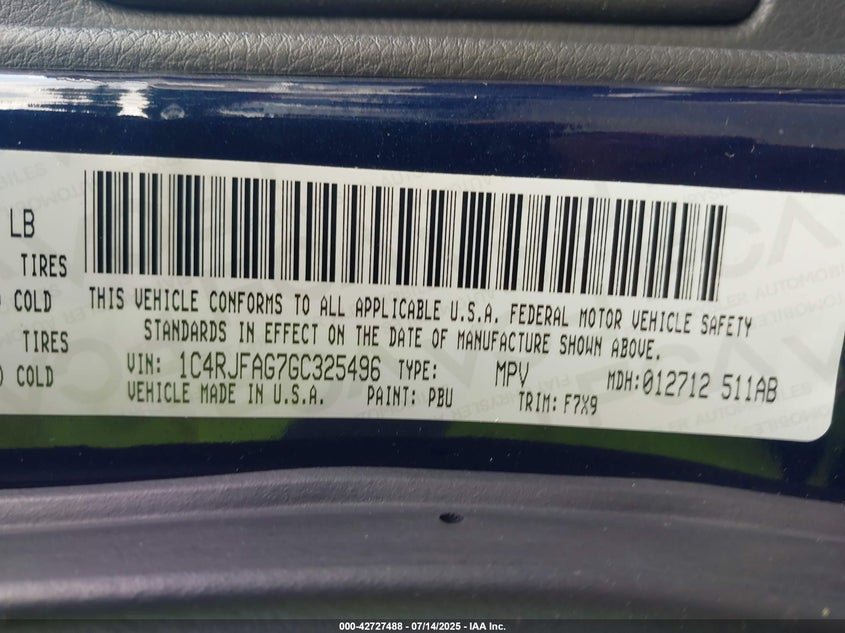 LB
TIRES
COLD
TIRES
COLD
THIS VEHICLE CONFORMS TO ALL APPLICABLE U.S.A. FEDERAL MOTOR VEHICLE SAFETY
STANDARDS IN EFFECT ON THE DATE OF MANUFACTURE SHOWN ABOVE.
VIN: 1C4RJFAG7GC325496 TYPE: MPV MDH: 012712 511AB
VEHICLE MADE IN U.S.A. PAINT: PBU TRIM: F7X9
000-42727488 - 07/14/2025 - IAA Inc.